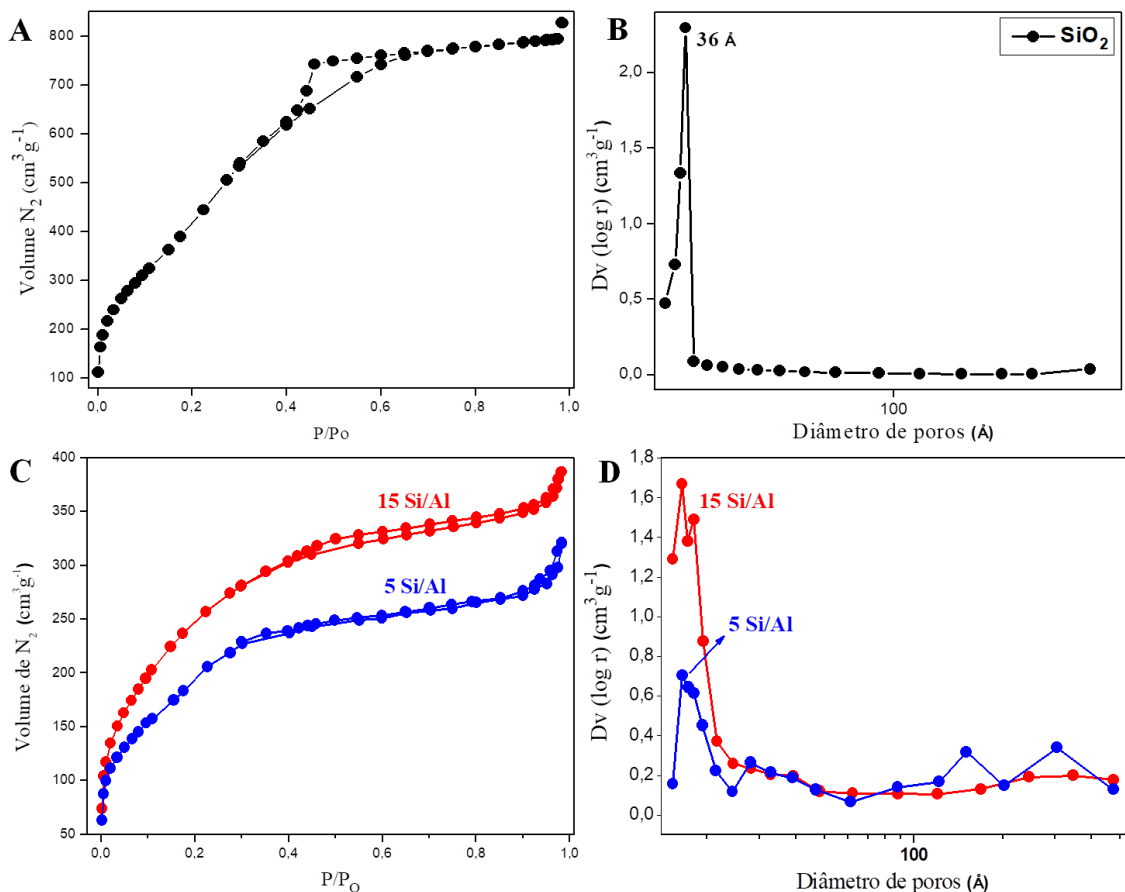 A
Volume N₂ (cm³g⁻¹)
800
700
600
500
400
300
200
100
0,0
0,2
0,4
0,6
0,8
1,0
P/Po
B
36 Å
SiO₂
Dv (log r) (cm³g⁻¹)
2,0
1,5
1,0
0,5
0,0
100
Diâmetro de poros (Å)
C
15 Si/Al
5 Si/Al
Volume de N₂ (cm³g⁻¹)
400
350
300
250
200
150
100
50
0,0
0,2
0,4
0,6
0,8
1,0
P/P₀
D
15 Si/Al
5 Si/Al
Dv (log r) (cm³g⁻¹)
1,8
1,6
1,4
1,2
1,0
0,8
0,6
0,4
0,2
0,0
100
Diâmetro de poros (Å)